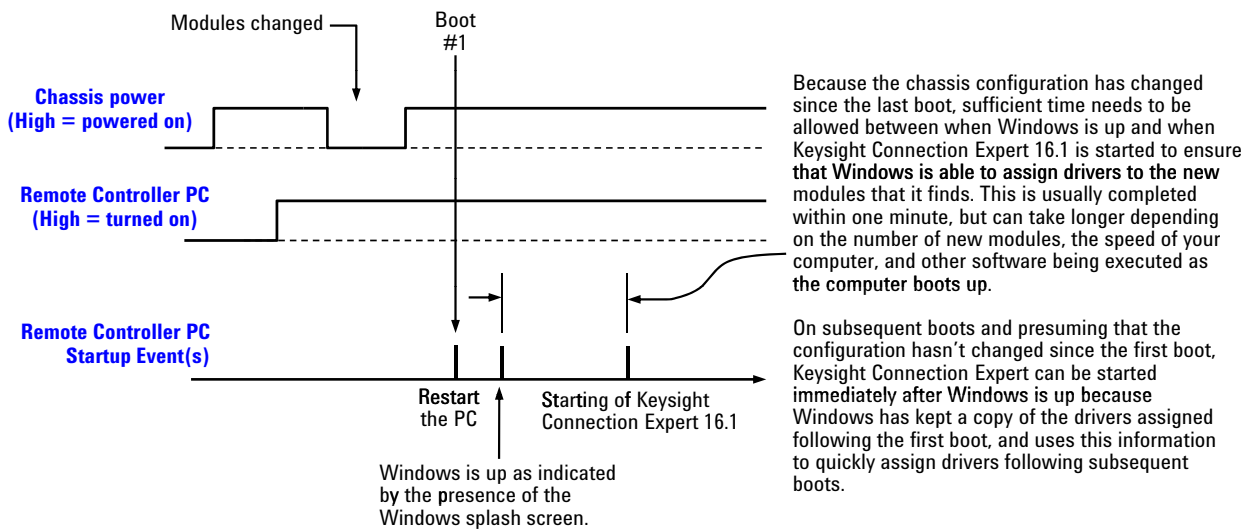 Modules changed
Boot
#1
Chassis power
(High = powered on)
Remote Controller PC
(High = turned on)
Remote Controller PC
Startup Event(s)
Restart
the PC
Starting of Keysight
Connection Expert 16.1
Windows is up as indicated
by the presence of the
Windows splash screen.
Because the chassis configuration has changed
since the last boot, sufficient time needs to be
allowed between when Windows is up and when
Keysight Connection Expert 16.1 is started to ensure
that Windows is able to assign drivers to the new
modules that it finds. This is usually completed
within one minute, but can take longer depending
on the number of new modules, the speed of your
computer, and other software being executed as
the computer boots up.
On subsequent boots and presuming that the
configuration hasn't changed since the first boot,
Keysight Connection Expert can be started
immediately after Windows is up because
Windows has kept a copy of the drivers assigned
following the first boot, and uses this information
to quickly assign drivers following subsequent
boots.